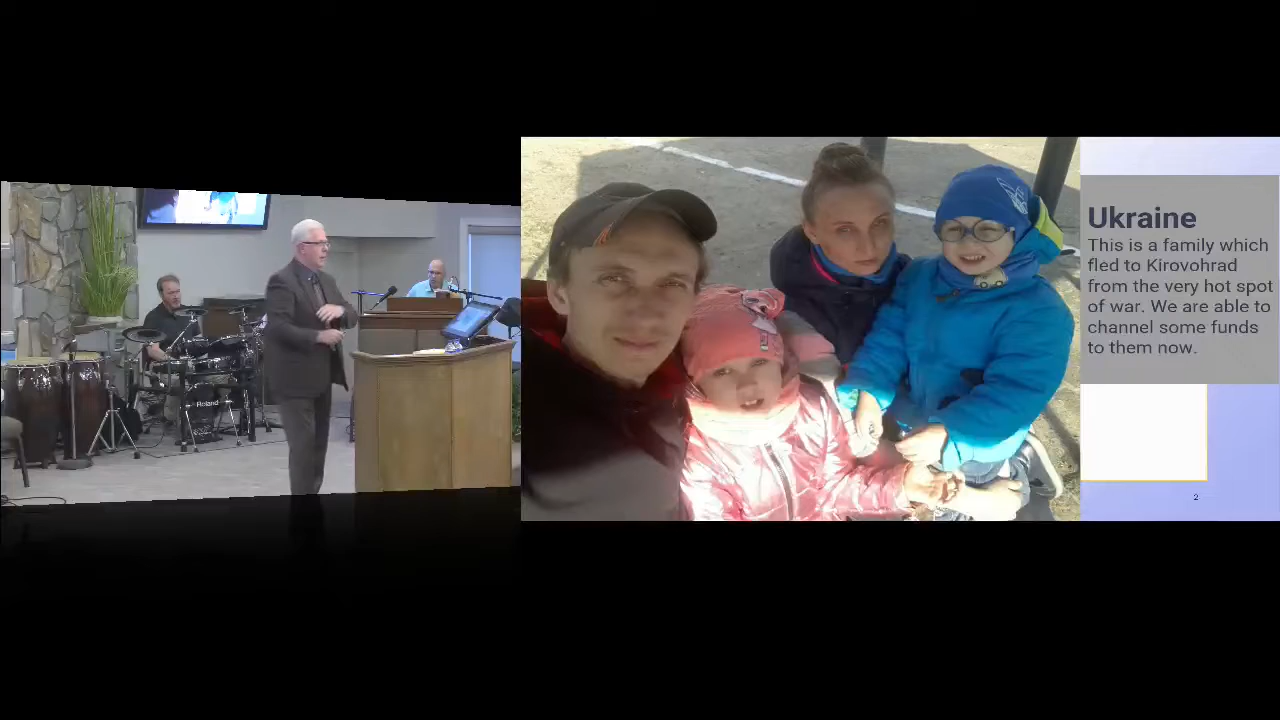 Roland
Ukraine
This is a family which
fled to Kirovohrad
from the very hot spot
of war. We are able to
channel some funds
to them now.
2